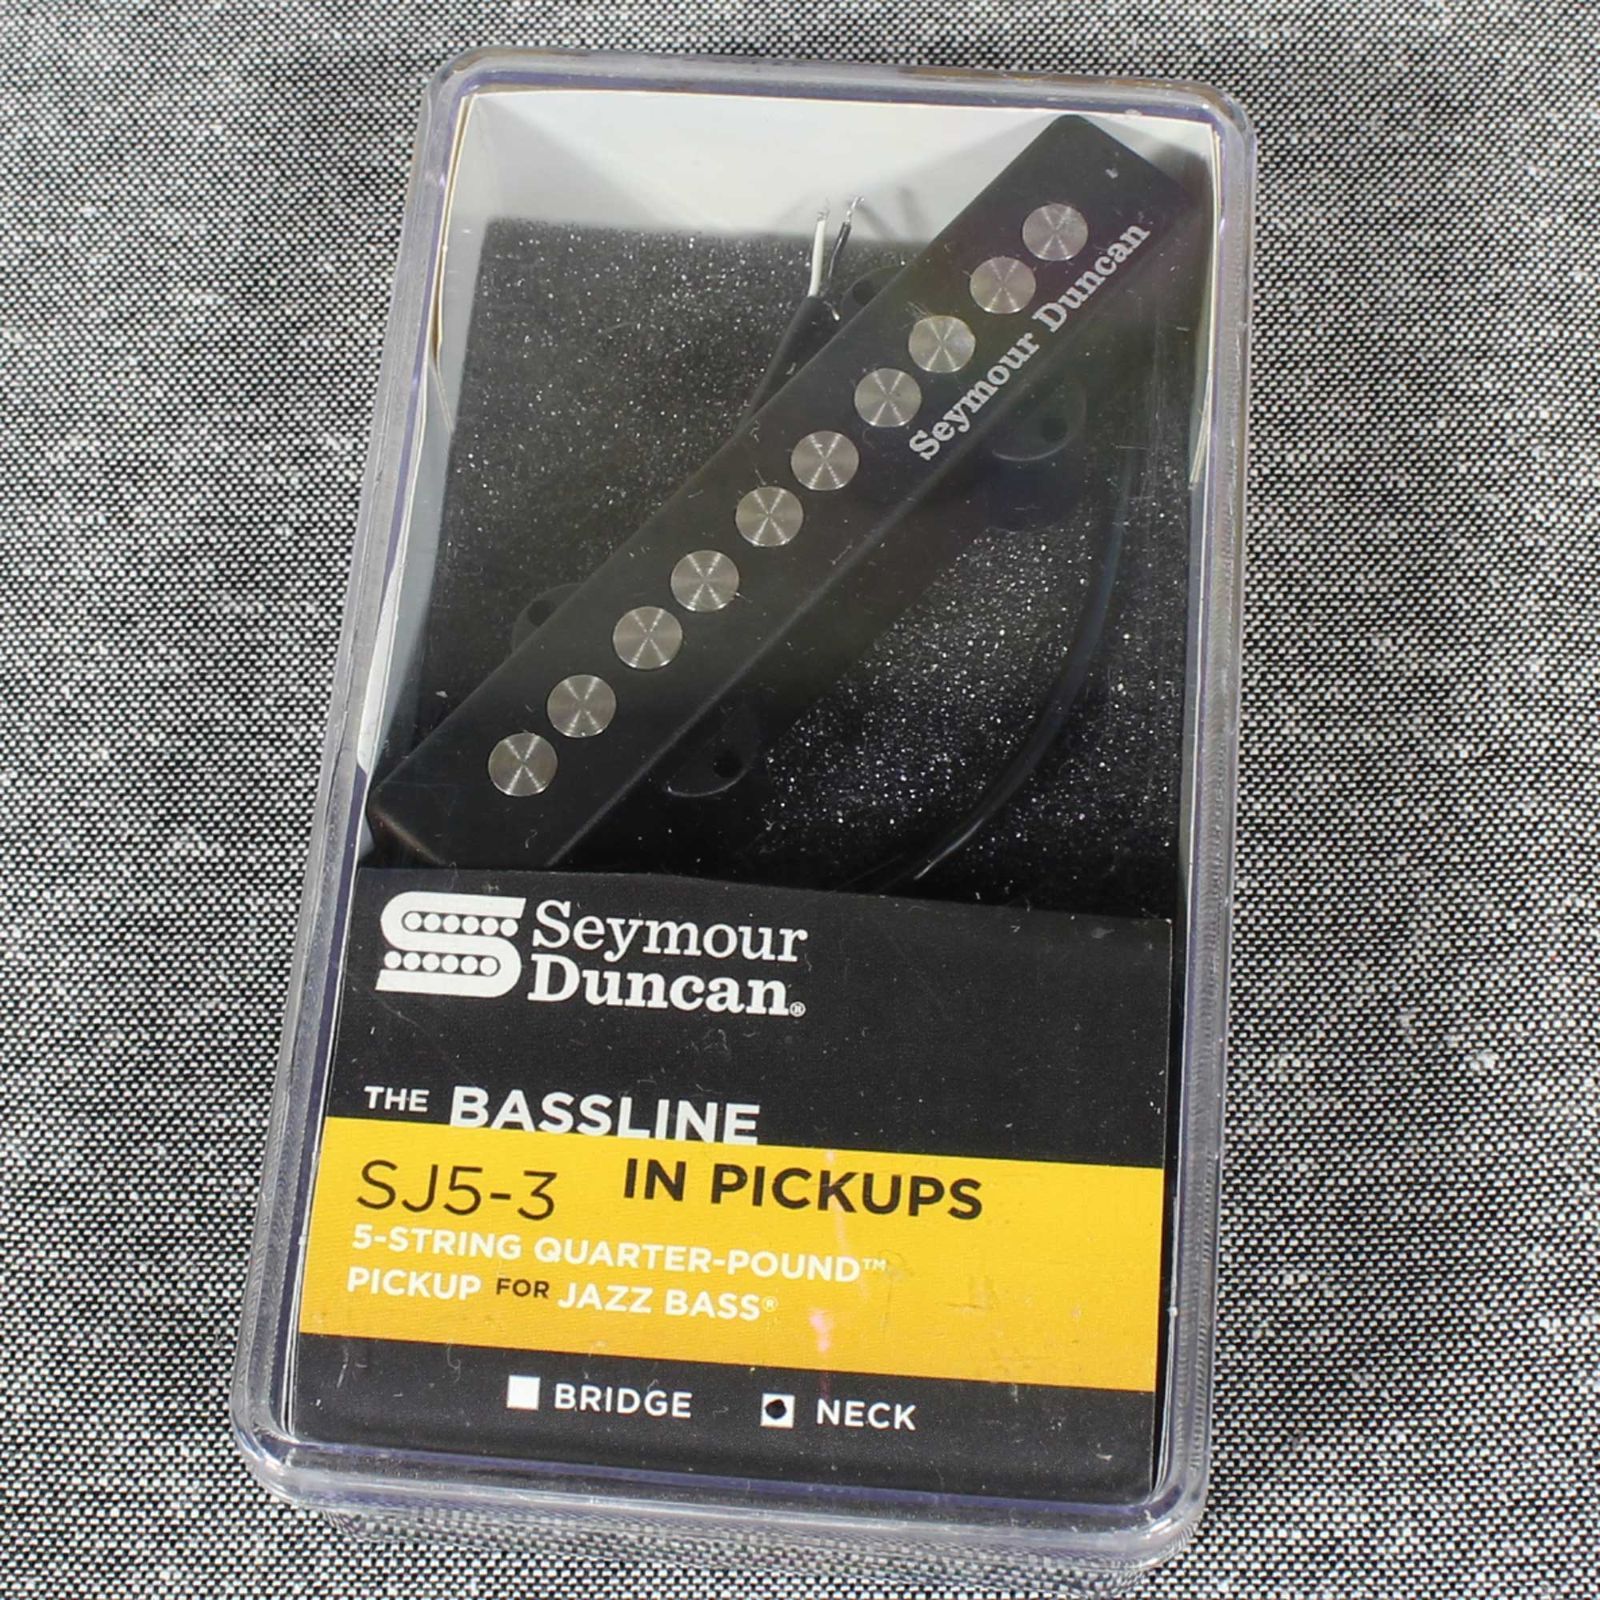 Seymour Duncan
Seymour
Duncan®
THE BASSLINE
IN PICKUPS
SJ5-3
5-STRING QUARTER-POUND™
PICKUP FOR JAZZ BASS®
BRIDGE NECK